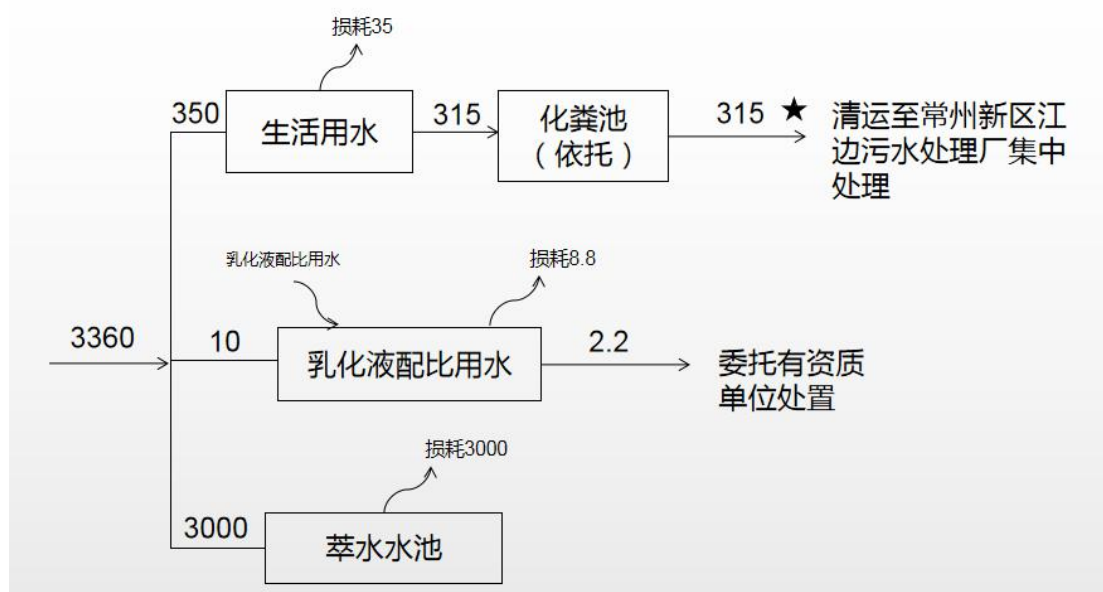 损耗35
350
生活用水
315
化粪池
（依托）
315 ★
清运至常州新区江
边污水处理厂集中
处理
乳化液配比用水
损耗8.8
3360
10
乳化液配比用水
2.2
委托有资质
单位处置
损耗3000
3000
萃水水池